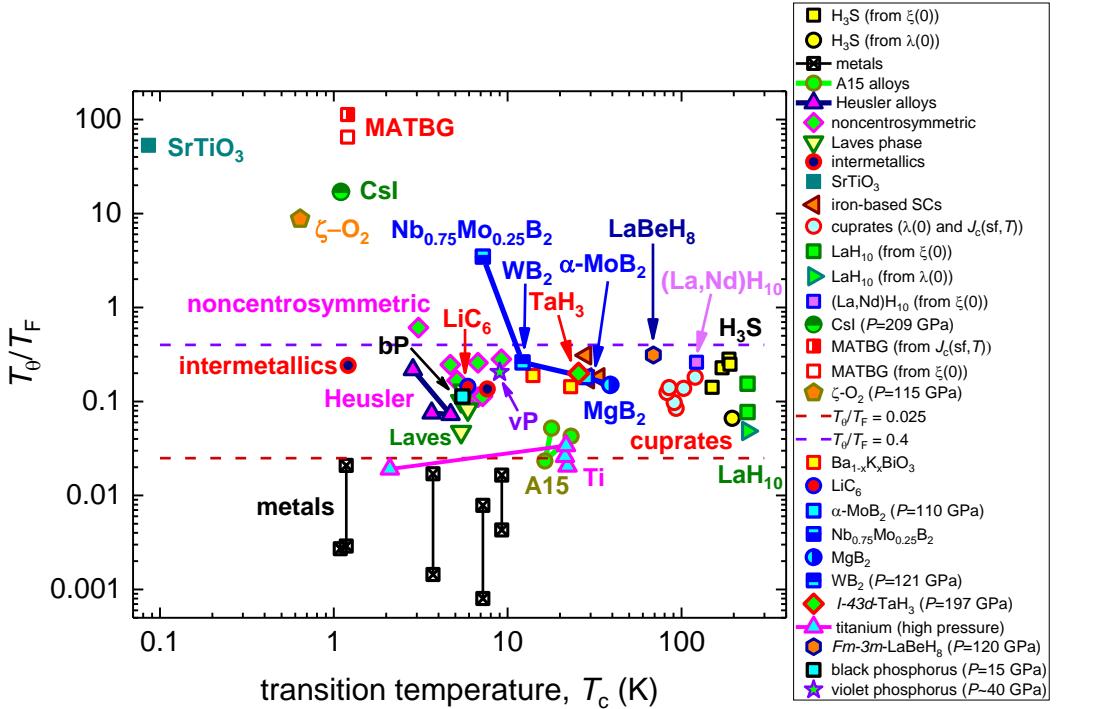 H₃S (from ξ(0))
H₃S (from λ(0))
metals
A15 alloys
Heusler alloys
noncentrosymmetric
Laves phase
intermetallics
SrTiO₃
iron-based SCs
cuprates (λ(0) and Jc(sf,T))
LaH₁₀ (from ξ(0))
LaH₁₀ (from λ(0))
(La,Nd)H₁₀ (from ξ(0))
CsI (P=209 GPa)
MATBG (from Jc(sf,T))
MATBG (from ξ(0))
ζ-O₂ (P=115 GPa)
Tθ/TF = 0.025
Tθ/TF = 0.4
Ba₁₋ₓKₓBiO₃
LiC₆
α-MoB₂ (P=110 GPa)
Nb₀.₇₅Mo₀.₂₅B₂
MgB₂
WB₂ (P=121 GPa)
I-43d-TaH₃ (P=197 GPa)
titanium (high pressure)
Fm-3m-LaBeH₈ (P=120 GPa)
black phosphorus (P=15 GPa)
violet phosphorus (P~40 GPa)
100
10
1
0.1
0.01
0.001
Tθ/TF
0.1
1
10
100
transition temperature, Tc (K)
MATBG
SrTiO₃
CsI
ζ−O₂
Nb₀.₇₅Mo₀.₂₅B₂
LaBeH₈
WB₂
α-MoB₂
(La,Nd)H₁₀
noncentrosymmetric
TaH₃
LiC₆
H₃S
bP
intermetallics
Heusler
vP
MgB₂
Laves
cuprates
A15
Ti
LaH₁₀
metals